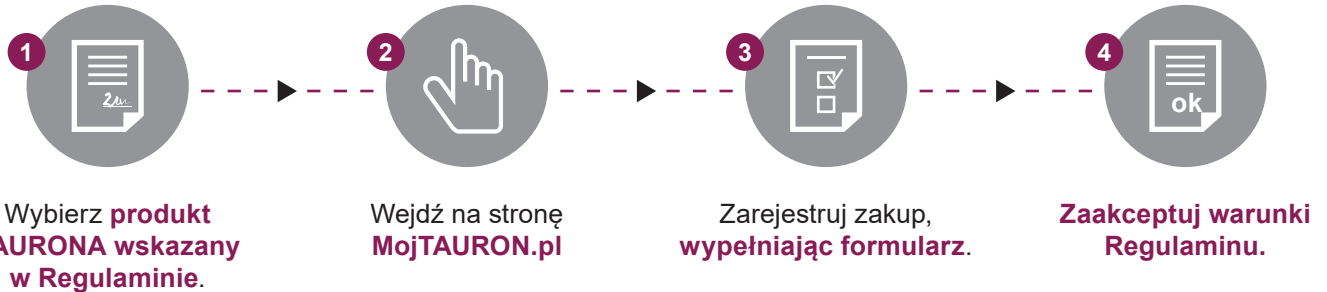 1
2
3
4
ok
Wybierz produkt
AURONA wskazany
w Regulaminie.
Wejdź na stronę
MojTAURON.pl
Zarejestruj zakup,
wypełniając formularz.
Zaakceptuj warunki
Regulaminu.